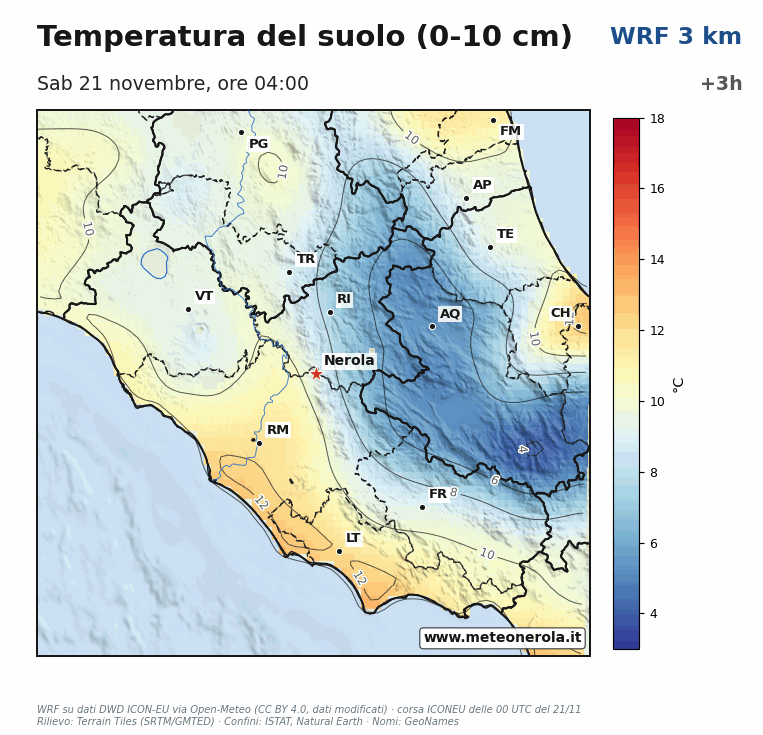 Temperatura del suolo (0-10 cm)
WRF 3 km
Sab 21 novembre, ore 04:00
+3h
FM
10
PG
10
AP
10
TE
TR
RI
VT
AQ
CH
10
Nerola
RM
4
6
FR 8
12
LT
10
12
www.meteonerola.it
18
16
14
12
10
8
6
4
°C
WRF su dati DWD ICON-EU via Open-Meteo (CC BY 4.0, dati modificati) · corsa ICONEU delle 00 UTC del 21/11
Rilievo: Terrain Tiles (SRTM/GMTED) · Confini: ISTAT, Natural Earth · Nomi: GeoNames